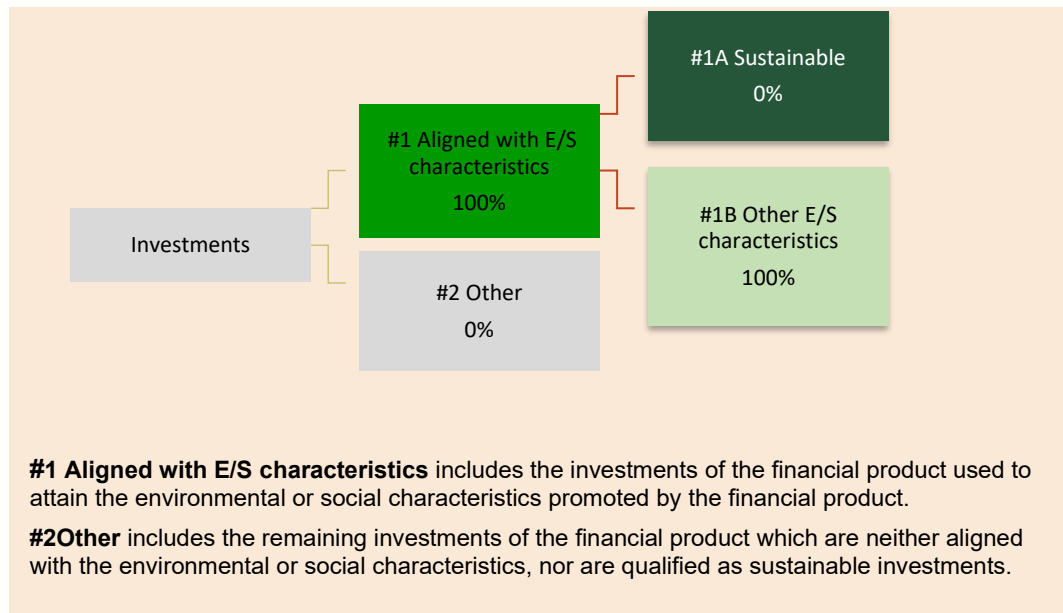 #1A Sustainable
0%
#1 Aligned with E/S
characteristics
100%
#1B Other E/S
characteristics
100%
Investments
#2 Other
0%
#1 Aligned with E/S characteristics includes the investments of the financial product used to
attain the environmental or social characteristics promoted by the financial product.
#2Other includes the remaining investments of the financial product which are neither aligned
with the environmental or social characteristics, nor are qualified as sustainable investments.